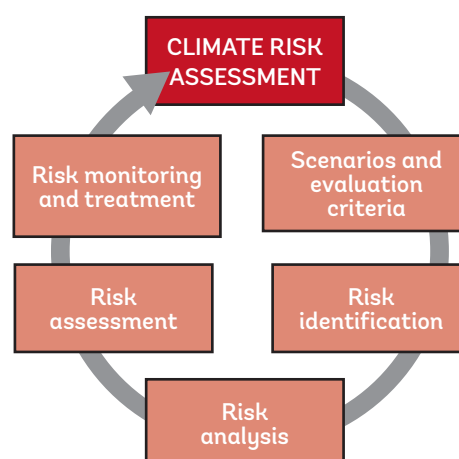 CLIMATE RISK
ASSESSMENT
Scenarios and
evaluation
criteria
Risk
identification
Risk
analysis
Risk
assessment
Risk monitoring
and treatment